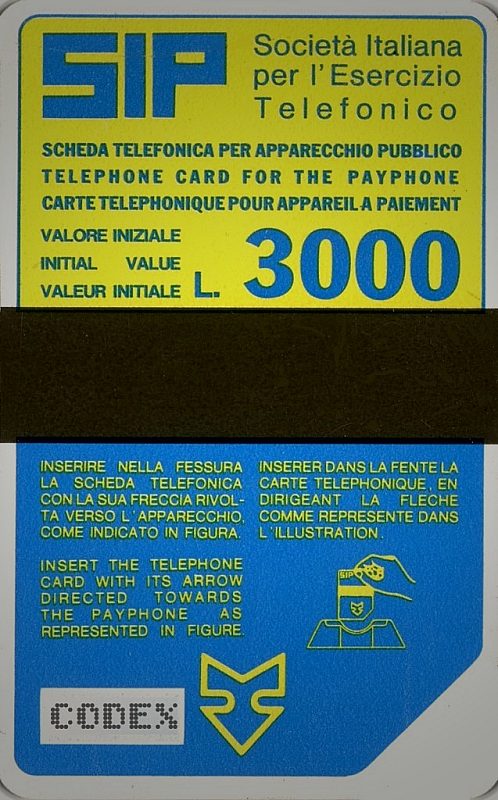 SIP
Società Italiana
per l'Esercizio
Telefonico
SCHEDA TELEFONICA PER APPARECCHIO PUBBLICO
TELEPHONE CARD FOR THE PAYPHONE
CARTE TELEPHONIQUE POUR APPAREIL A PAIEMENT
VALORE INIZIALE
INITIAL VALUE
VALEUR INITIALE L. 3000
INSERIRE NELLA FESSURA
LA SCHEDA TELEFONICA
CON LA SUA FRECCIA RIVOL-
TA VERSO L'APPARECCHIO,
COME INDICATO IN FIGURA.
INSERT THE TELEPHONE
CARD WITH ITS ARROW
DIRECTED TOWARDS
THE PAYPHONE AS
REPRESENTED IN FIGURE.
INSERER DANS LA FENTE LA
CARTE TELEPHONIQUE, EN
DIRIGEANT LA FLECHE
COMME REPRESENTE DANS
L'ILLUSTRATION.
SIP
CODEX